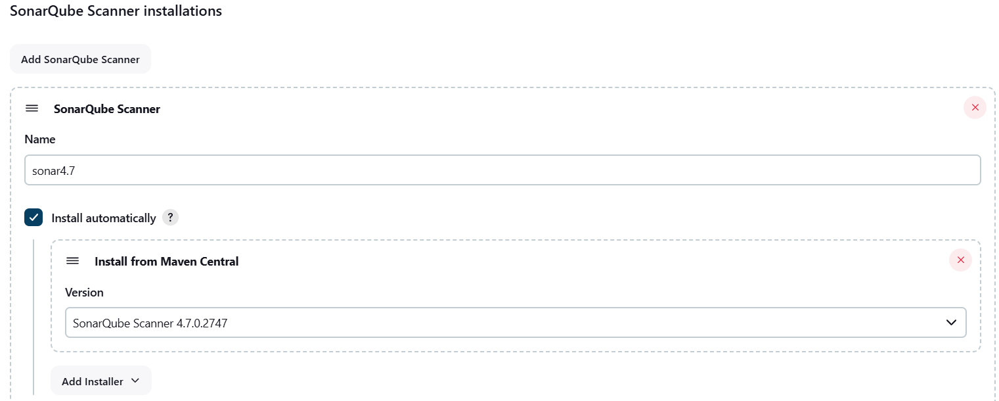 SonarQube Scanner installations
Add SonarQube Scanner
SonarQube Scanner
Name
sonar4.7
Install automatically ?
Install from Maven Central
Version
SonarQube Scanner 4.7.0.2747
Add Installer